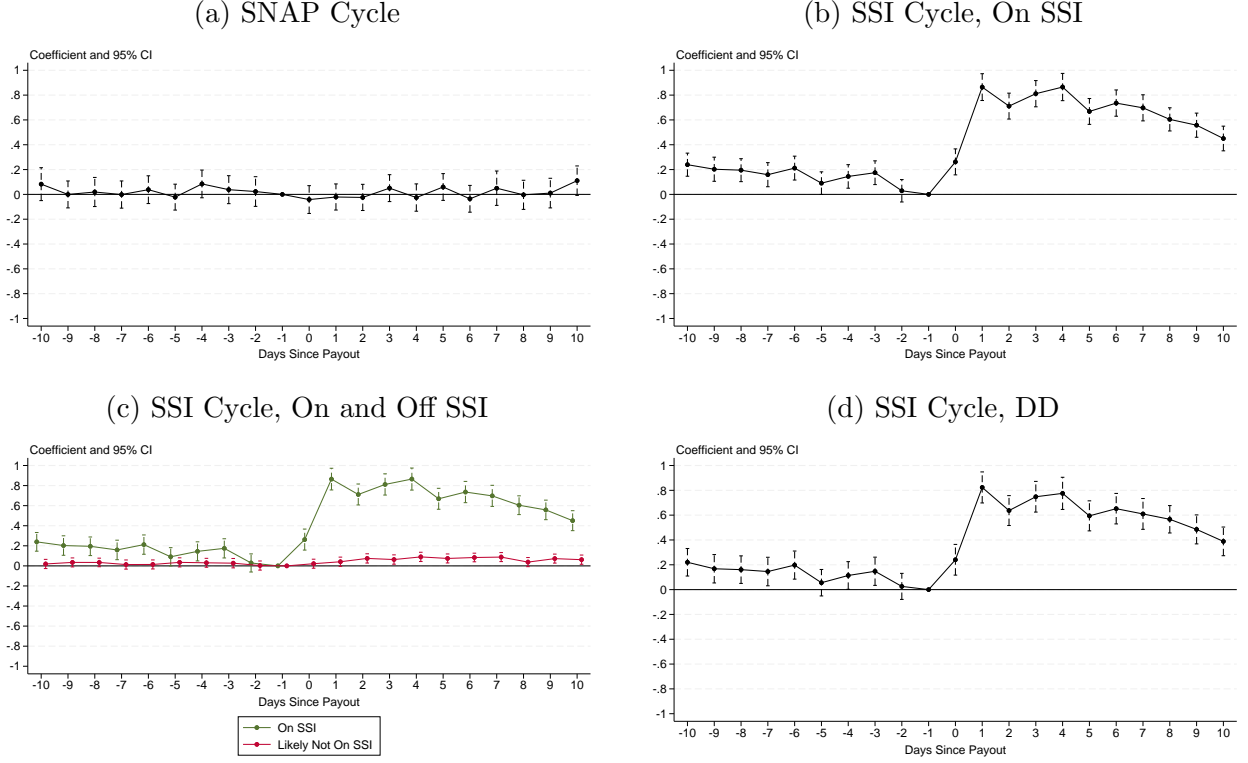 (a) SNAP Cycle
Coefficient and 95% CI
1
.8
.6
.4
.2
0
-.2
-.4
-.6
-.8
-1
-10 -9 -8 -7 -6 -5 -4 -3 -2 -1 0 1 2 3 4 5 6 7 8 9 10
Days Since Payout
(b) SSI Cycle, On SSI
Coefficient and 95% CI
1
.8
.6
.4
.2
0
-.2
-.4
-.6
-.8
-1
-10 -9 -8 -7 -6 -5 -4 -3 -2 -1 0 1 2 3 4 5 6 7 8 9 10
Days Since Payout
(c) SSI Cycle, On and Off SSI
Coefficient and 95% CI
1
.8
.6
.4
.2
0
-.2
-.4
-.6
-.8
-1
-10 -9 -8 -7 -6 -5 -4 -3 -2 -1 0 1 2 3 4 5 6 7 8 9 10
Days Since Payout
On SSI
Likely Not On SSI
(d) SSI Cycle, DD
Coefficient and 95% CI
1
.8
.6
.4
.2
0
-.2
-.4
-.6
-.8
-1
-10 -9 -8 -7 -6 -5 -4 -3 -2 -1 0 1 2 3 4 5 6 7 8 9 10
Days Since Payout